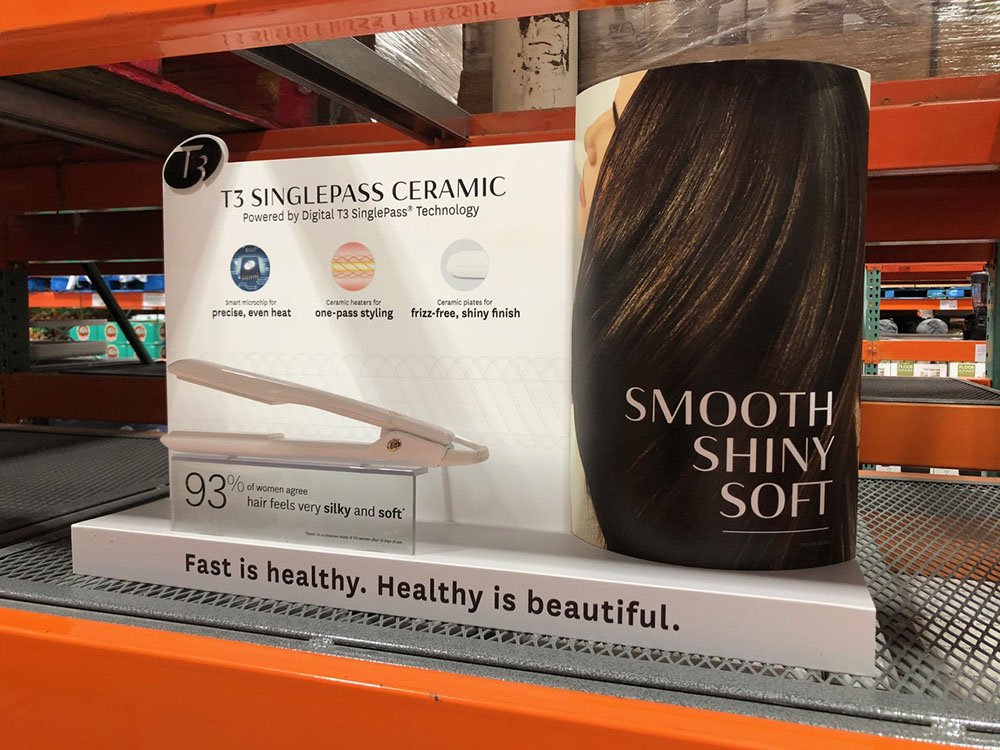 T3
T3 SINGLEPASS CERAMIC
Powered by Digital T3 SinglePass® Technology
Smart microchip for
precise, even heat
Ceramic heaters for
one-pass styling
Ceramic plates for
frizz-free, shiny finish
93% of women agree
hair feels very silky and soft*
SMOOTH
SHINY
SOFT
Fast is healthy. Healthy is beautiful.